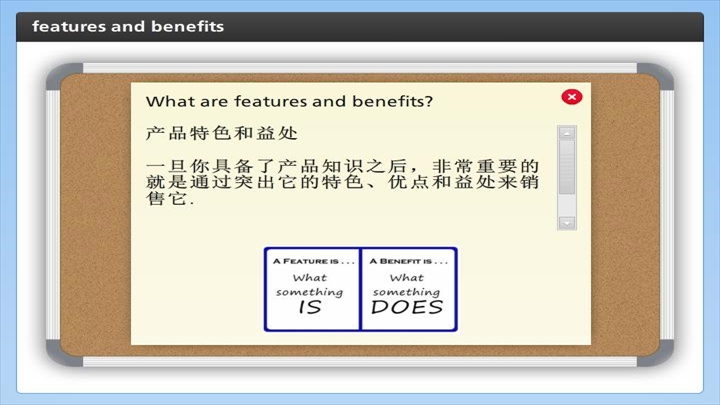 features and benefits
What are features and benefits?
产品特色和益处
一旦你具备了产品知识之后，非常重要的
就是通过突出它的特色、优点和益处来销
售它.
A FEATURE IS . . .
What
something
IS
A BENEFIT IS . . .
What
something
DOES